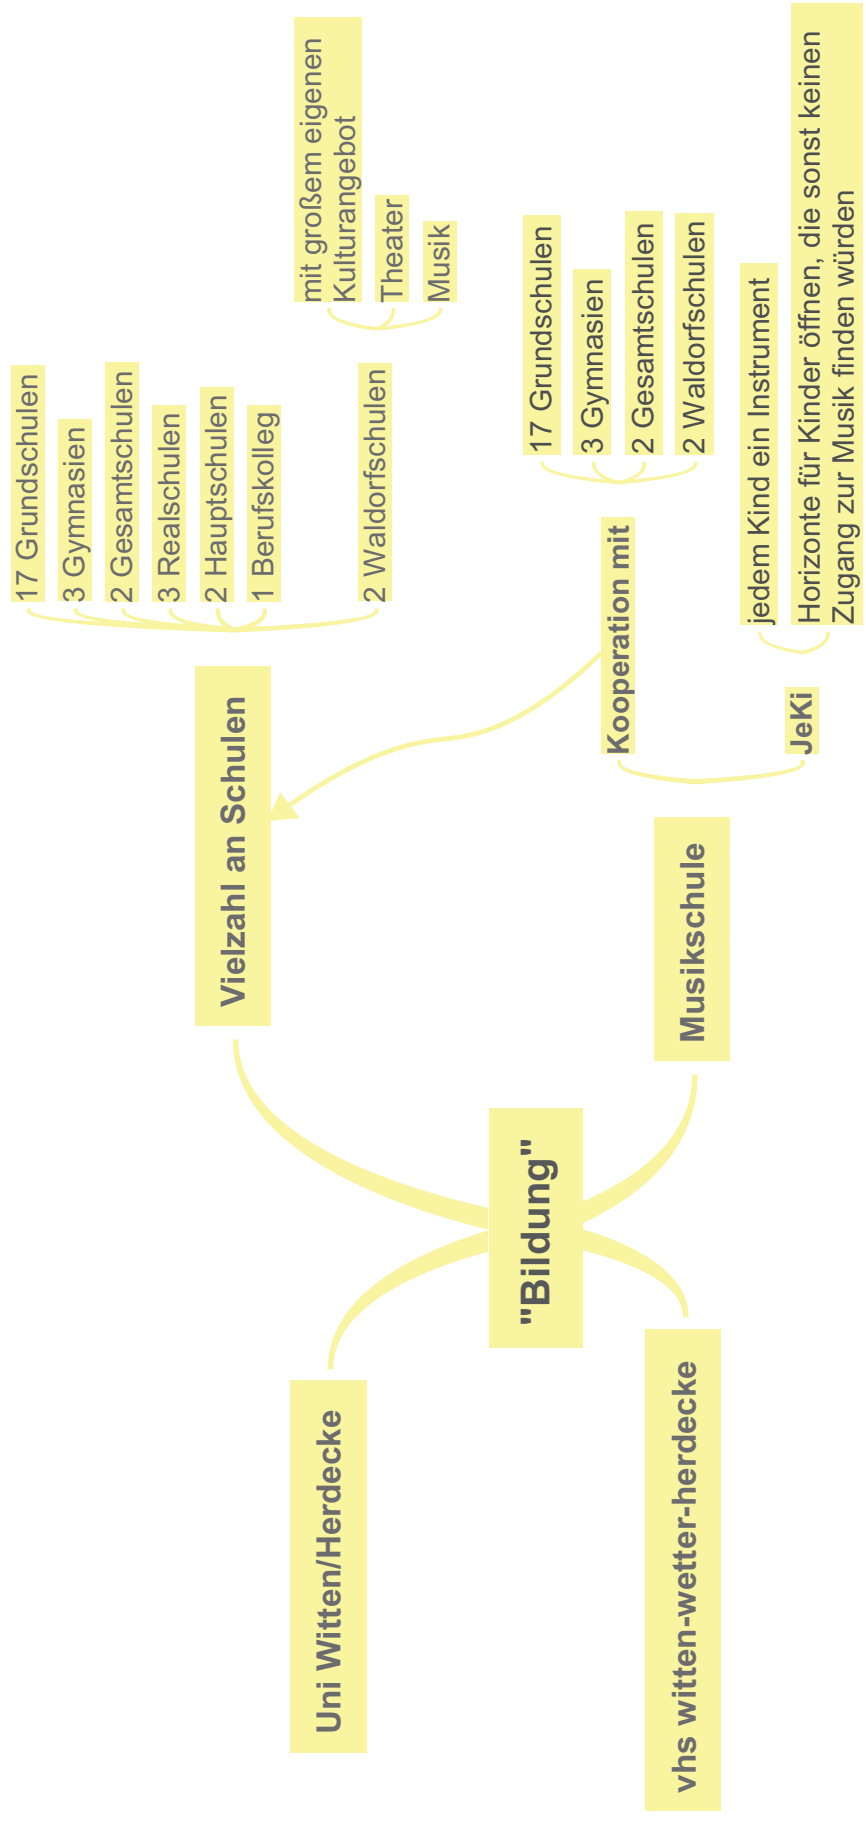 "Bildung"
Vielzahl an Schulen
17 Grundschulen
3 Gymnasien
2 Gesamtschulen
3 Realschulen
2 Hauptschulen
1 Berufskolleg
2 Waldorfschulen
mit großem eigenen
Kulturangebot
Theater
Musik
Musikschule
Kooperation mit
17 Grundschulen
3 Gymnasien
2 Gesamtschulen
2 Waldorfschulen
JeKi
jedem Kind ein Instrument
Horizonte für Kinder öffnen, die sonst keinen
Zugang zur Musik finden würden
Uni Witten/Herdecke
vhs witten-wetter-herdecke